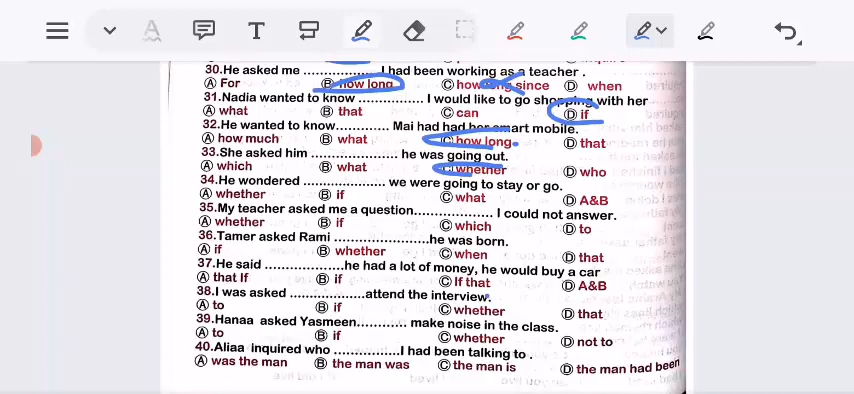 30.He asked me .................. I had been working as a teacher .
Ⓐ For Ⓑ how long Ⓒ how long since Ⓓ when
31.Nadia wanted to know ................ I would like to go shopping with her
Ⓐ what Ⓑ that Ⓒ can Ⓓ if
32.He wanted to know............. Mai had had her smart mobile.
Ⓐ how much Ⓑ what Ⓒ how long Ⓓ that
33.She asked him ..................... he was going out.
Ⓐ which Ⓑ what Ⓒ whether Ⓓ who
34.He wondered .................... we were going to stay or go.
Ⓐ whether Ⓑ if Ⓒ what Ⓓ A&B
35.My teacher asked me a question................... I could not answer.
Ⓐ whether Ⓑ if Ⓒ which Ⓓ to
36.Tamer asked Rami .......................he was born.
Ⓐ if Ⓑ whether Ⓒ when Ⓓ that
37.He said ...................he had a lot of money, he would buy a car
Ⓐ that If Ⓑ if Ⓒ If that Ⓓ A&B
38.I was asked ..................attend the interview.
Ⓐ to Ⓑ if Ⓒ whether Ⓓ that
39.Hanaa asked Yasmeen............ make noise in the class.
Ⓐ to Ⓑ if Ⓒ whether Ⓓ not to
40.Aliaa inquired who ................I had been talking to .
Ⓐ was the man Ⓑ the man was Ⓒ the man is Ⓓ the man had been